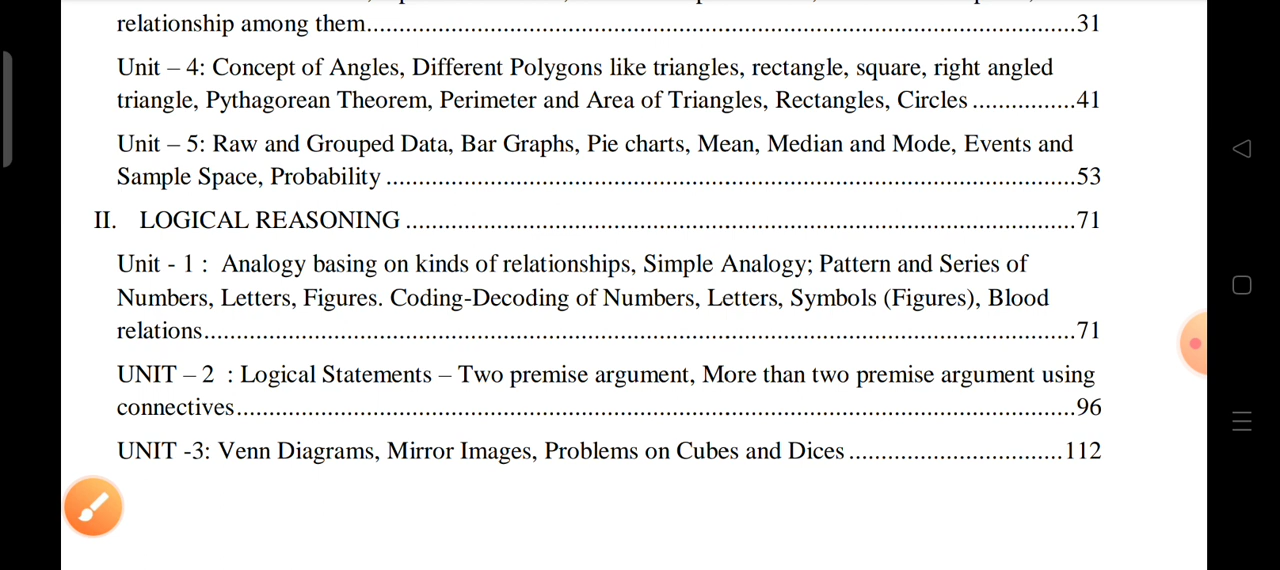 relationship among them..........31
Unit – 4: Concept of Angles, Different Polygons like triangles, rectangle, square, right angled
triangle, Pythagorean Theorem, Perimeter and Area of Triangles, Rectangles, Circles ................41
Unit – 5: Raw and Grouped Data, Bar Graphs, Pie charts, Mean, Median and Mode, Events and
Sample Space, Probability ..........53
II. LOGICAL REASONING ..........71
Unit - 1 : Analogy basing on kinds of relationships, Simple Analogy; Pattern and Series of
Numbers, Letters, Figures. Coding-Decoding of Numbers, Letters, Symbols (Figures), Blood
relations..........71
UNIT – 2 : Logical Statements – Two premise argument, More than two premise argument using
connectives..........96
UNIT -3: Venn Diagrams, Mirror Images, Problems on Cubes and Dices ..........112